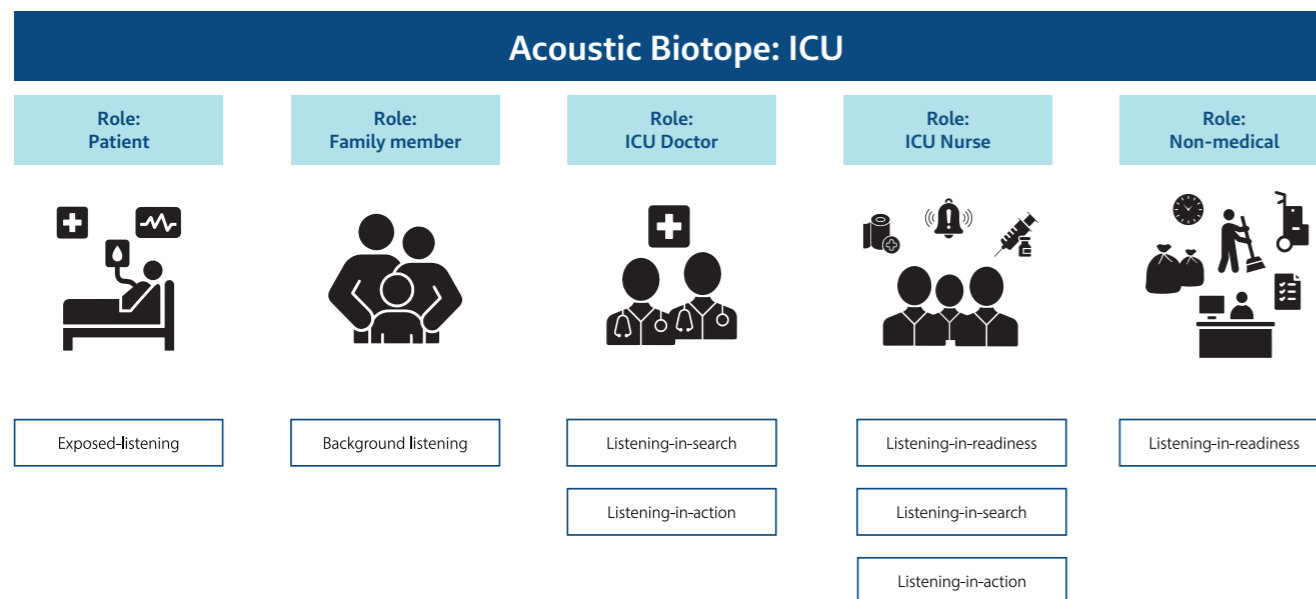 Acoustic Biotope: ICU
Role:
Patient
Role:
Family member
Role:
ICU Doctor
Role:
ICU Nurse
Role:
Non-medical
Exposed-listening
Background listening
Listening-in-search
Listening-in-readiness
Listening-in-readiness
Listening-in-action
Listening-in-search
Listening-in-action